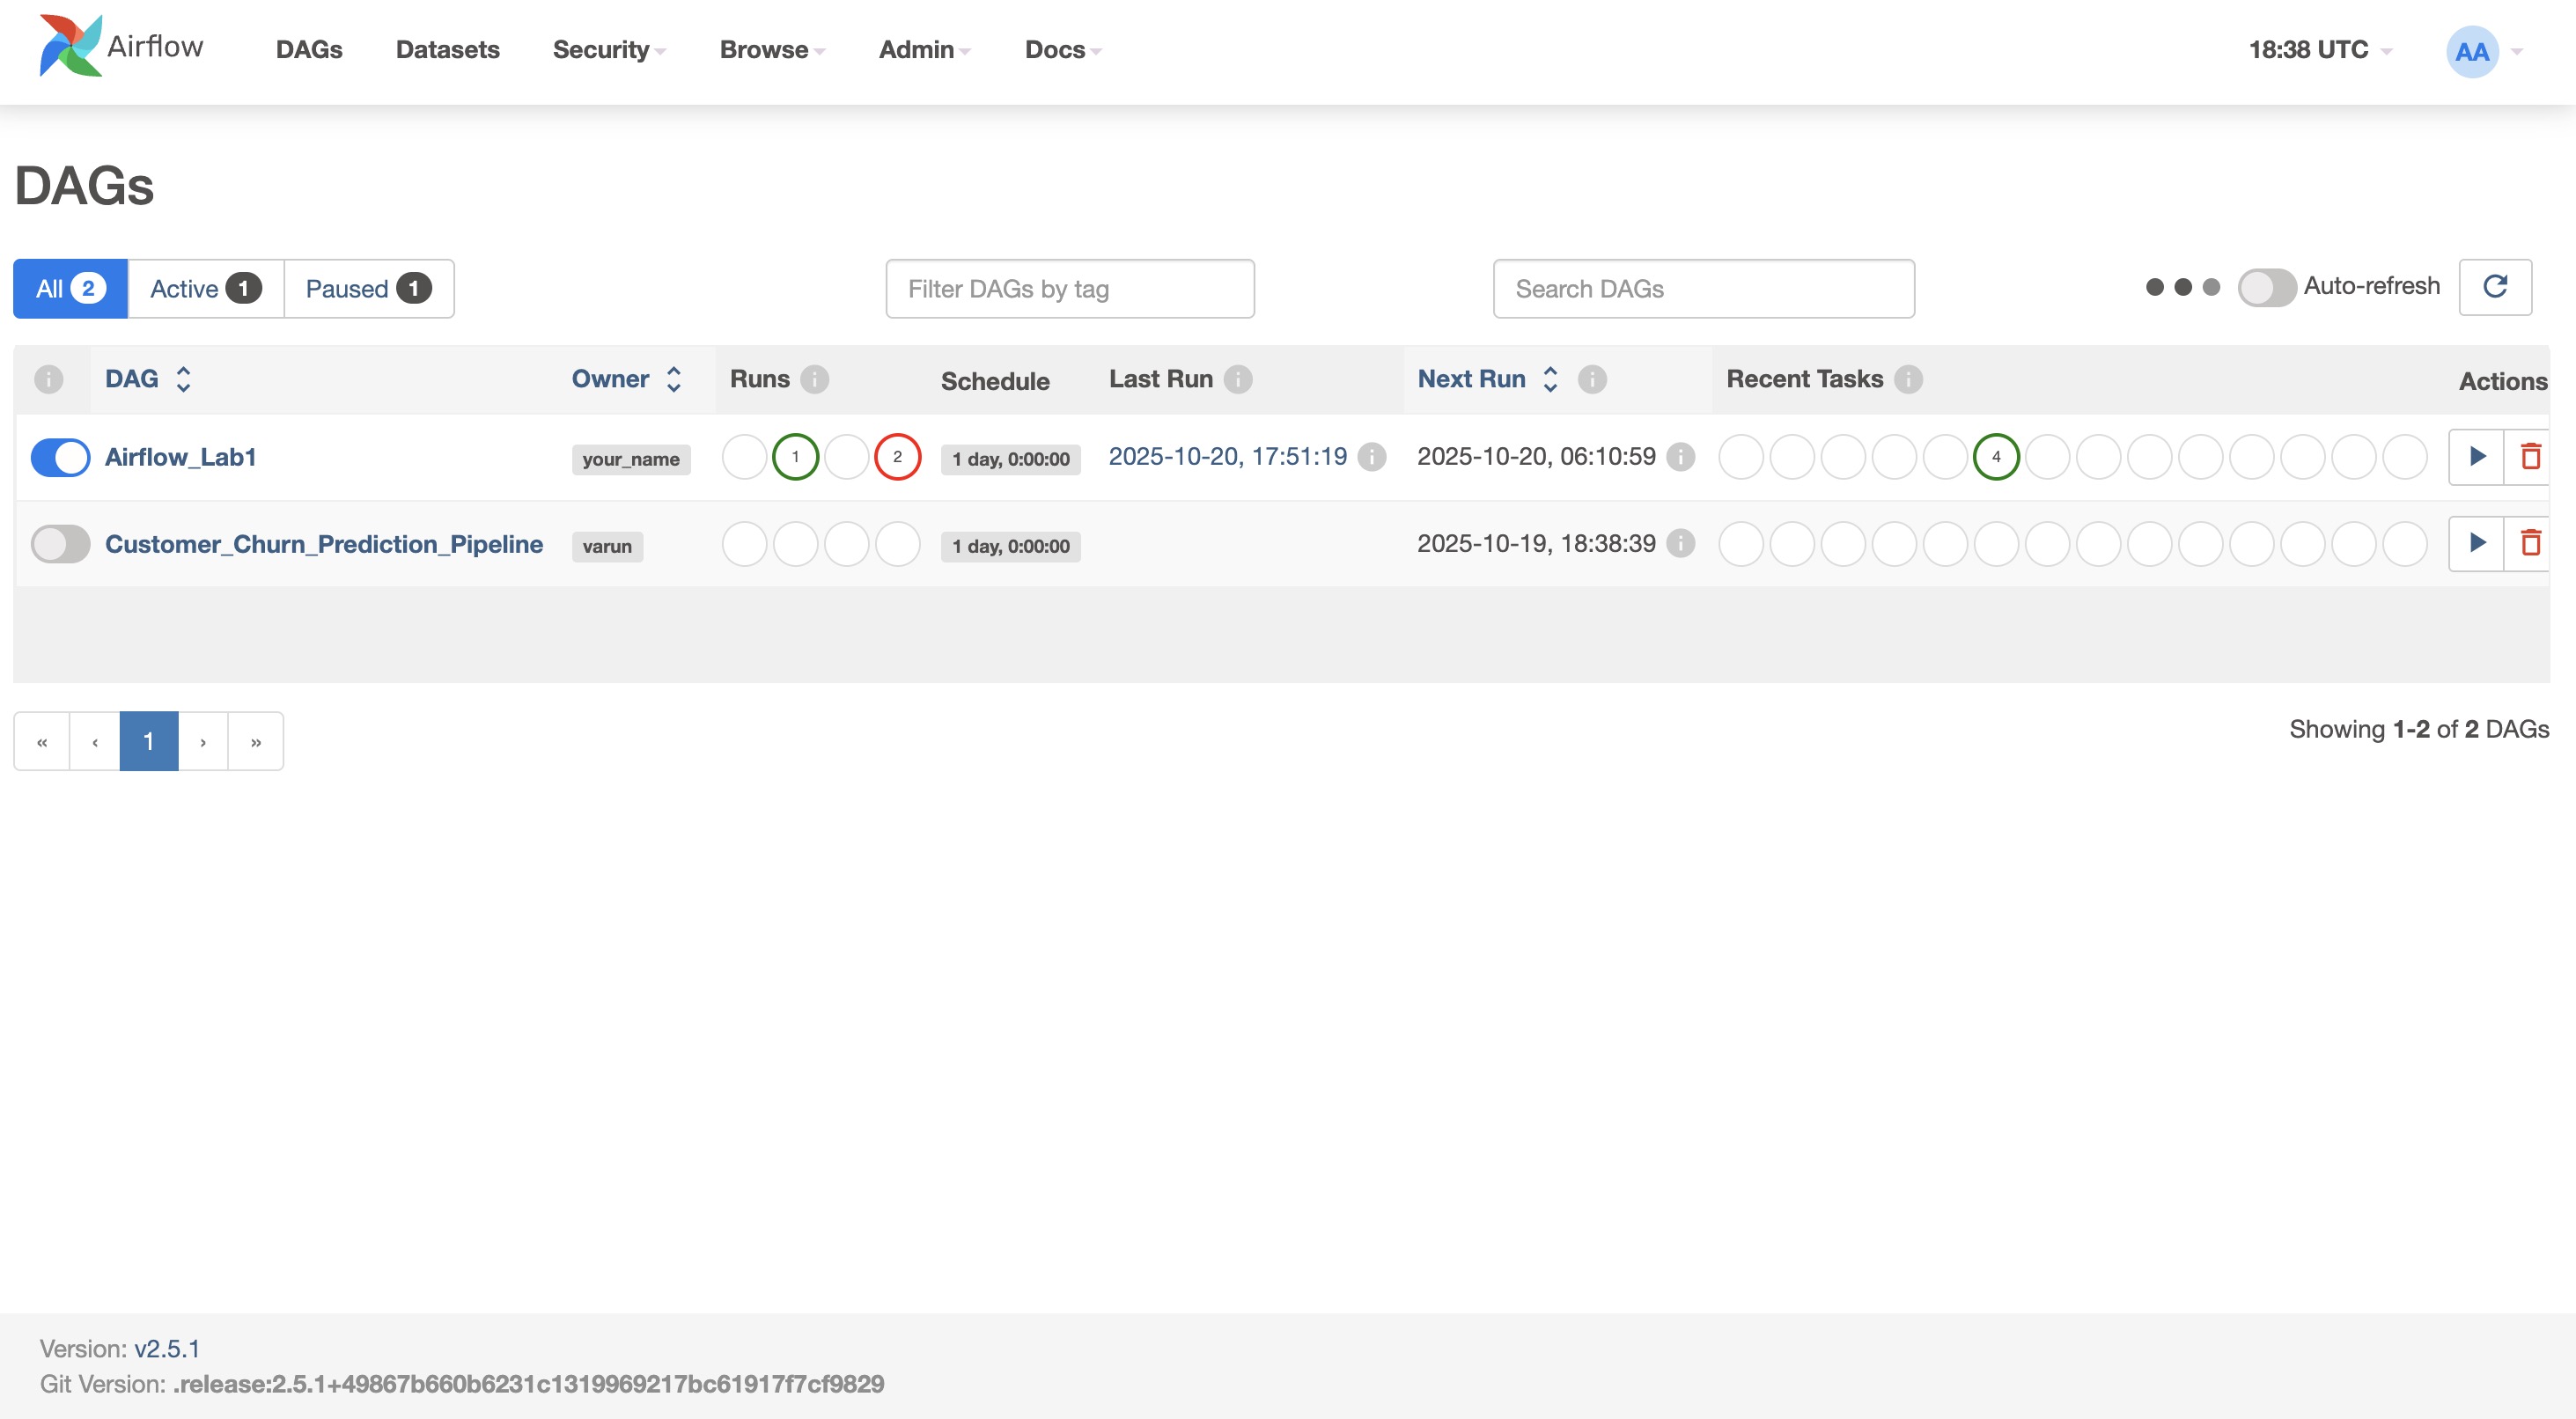 Airflow DAGs Datasets Security Browse Admin Docs 18:38 UTC AA
DAGs
All 2 Active 1 Paused 1 Filter DAGs by tag Search DAGs Auto-refresh
i DAG Owner Runs i Schedule Last Run i Next Run i Recent Tasks i Actions
Airflow_Lab1 your_name 1 2 1 day, 0:00:00 2025-10-20, 17:51:19 i 2025-10-20, 06:10:59 i 4
Customer_Churn_Prediction_Pipeline varun 1 day, 0:00:00 2025-10-19, 18:38:39 i
« ‹ 1 › » Showing 1-2 of 2 DAGs
Version: v2.5.1
Git Version: .release:2.5.1+49867b660b6231c1319969217bc61917f7cf9829